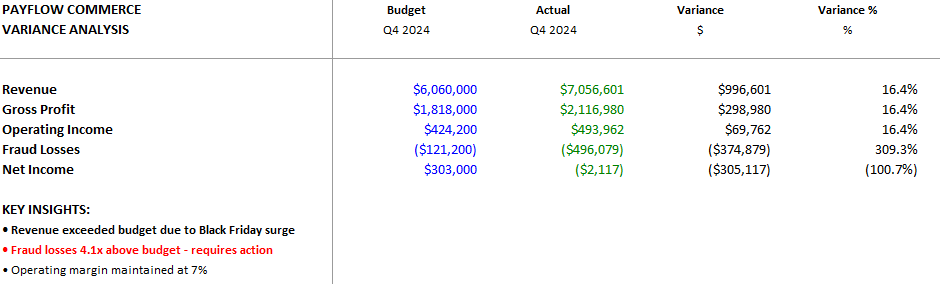 PAYFLOW COMMERCE Budget Actual Variance Variance %
VARIANCE ANALYSIS Q4 2024 Q4 2024 $ %
Revenue $6,060,000 $7,056,601 $996,601 16.4%
Gross Profit $1,818,000 $2,116,980 $298,980 16.4%
Operating Income $424,200 $493,962 $69,762 16.4%
Fraud Losses ($121,200) ($496,079) ($374,879) 309.3%
Net Income $303,000 ($2,117) ($305,117) (100.7%)
KEY INSIGHTS:
• Revenue exceeded budget due to Black Friday surge
• Fraud losses 4.1x above budget - requires action
• Operating margin maintained at 7%